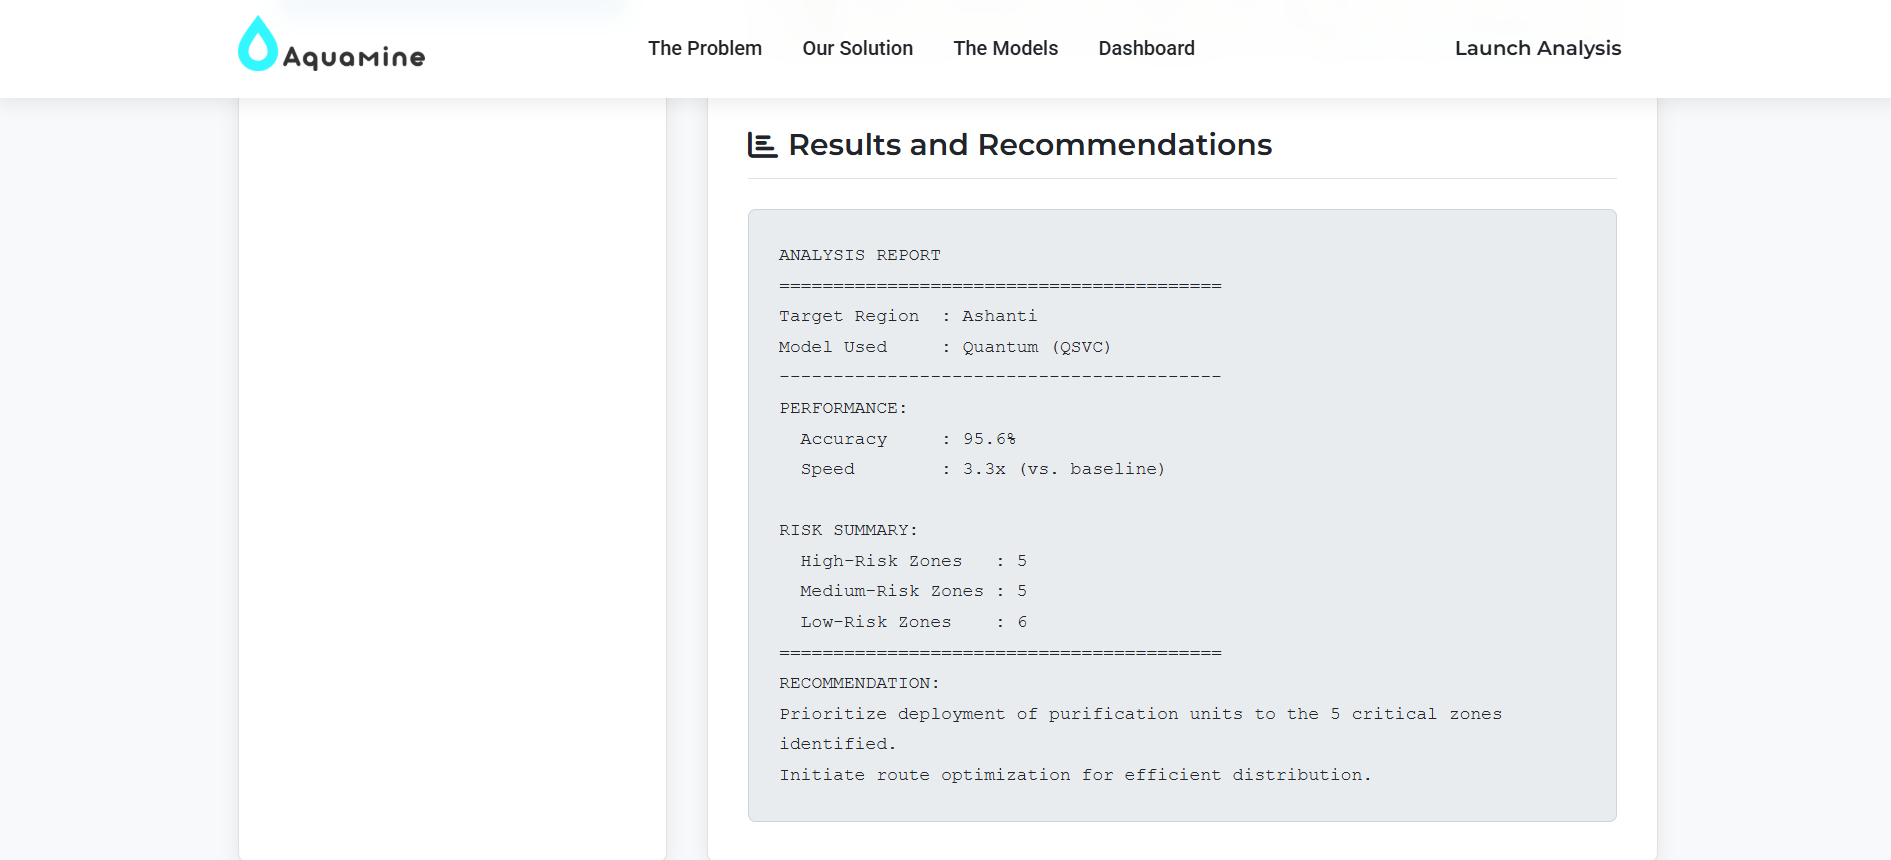 Aquamine
The Problem
Our Solution
The Models
Dashboard
Launch Analysis
Results and Recommendations
ANALYSIS REPORT
=========================================
Target Region  : Ashanti
Model Used     : Quantum (QSVC)
-----------------------------------------
PERFORMANCE:
  Accuracy     : 95.6%
  Speed        : 3.3x (vs. baseline)
RISK SUMMARY:
  High-Risk Zones   : 5
  Medium-Risk Zones : 5
  Low-Risk Zones    : 6
=========================================
RECOMMENDATION:
Prioritize deployment of purification units to the 5 critical zones
identified.
Initiate route optimization for efficient distribution.